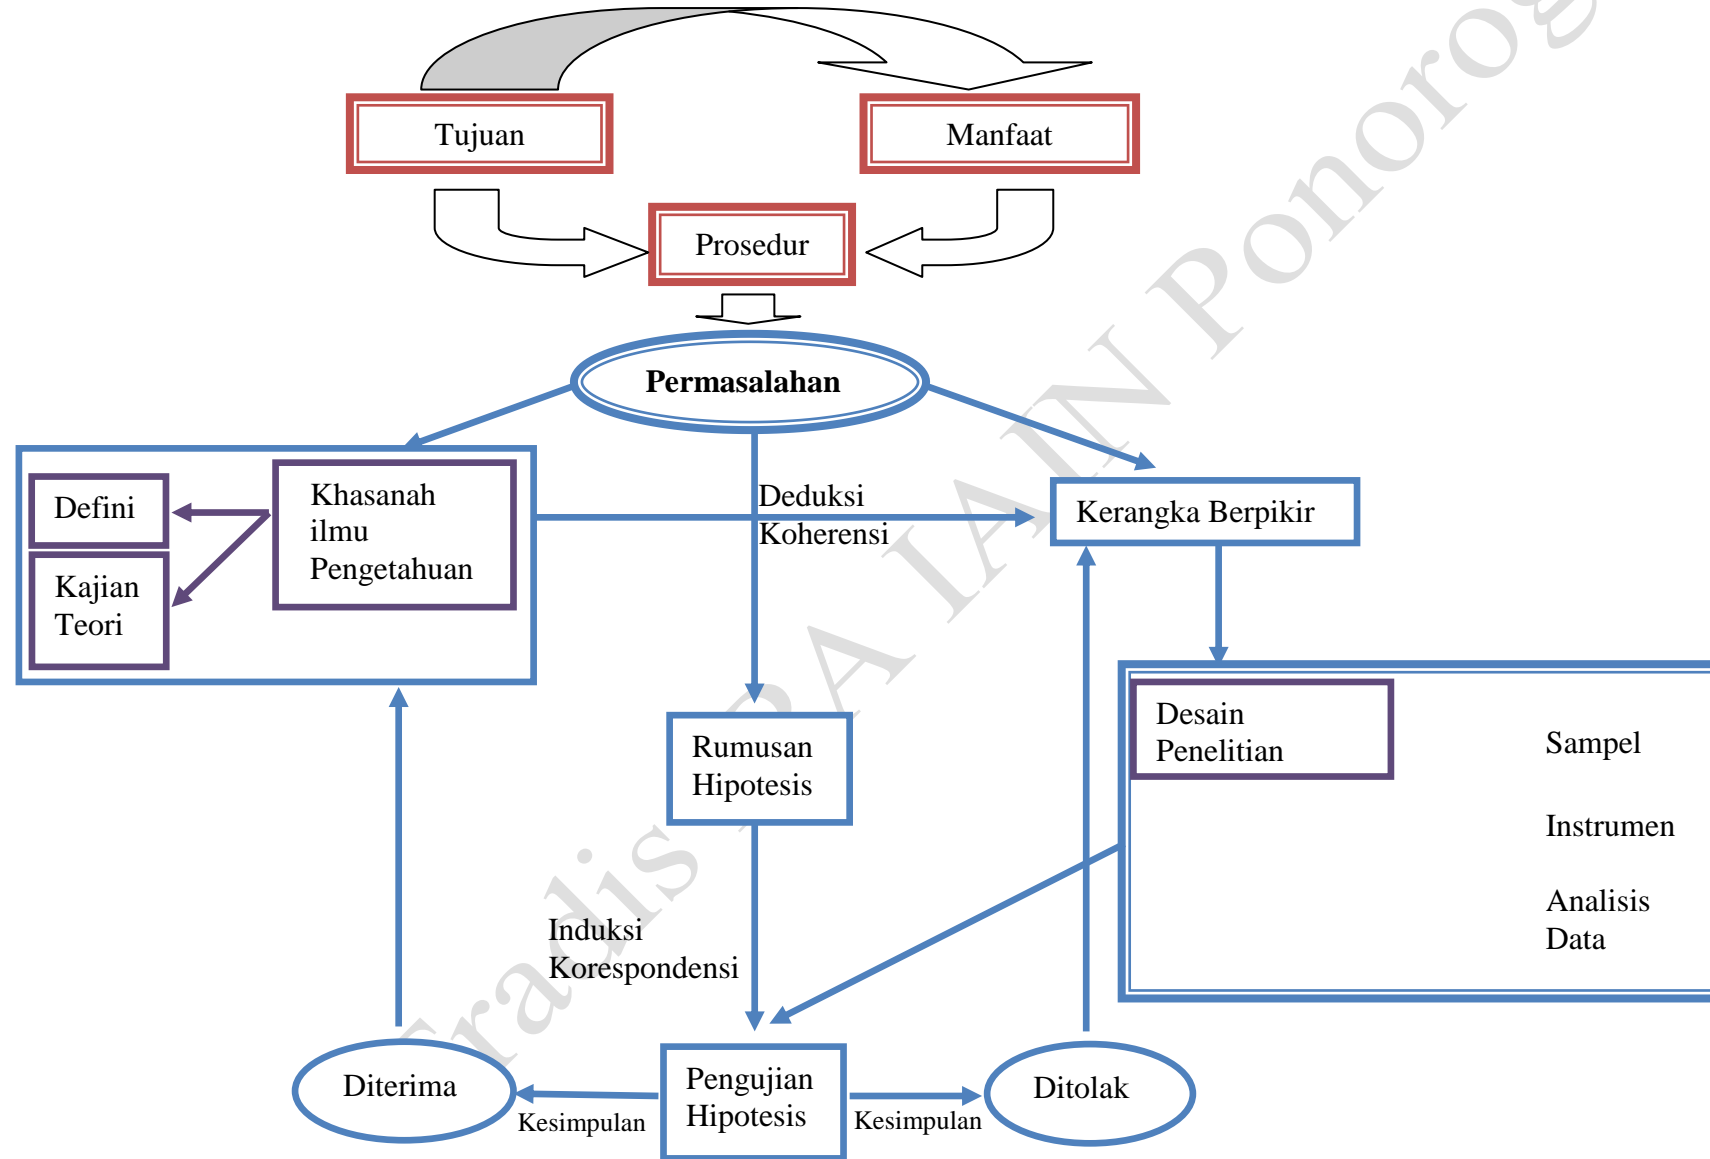 Tujuan
Manfaat
Prosedur
Permasalahan
Defini
Khasanah
ilmu
Pengetahuan
Kajian
Teori
Deduksi
Koherensi
Kerangka Berpikir
Rumusan
Hipotesis
Desain
Penelitian
Sampel
Instrumen
Analisis
Data
Induksi
Korespondensi
Diterima
Kesimpulan
Pengujian
Hipotesis
Kesimpulan
Ditolak
IAIN